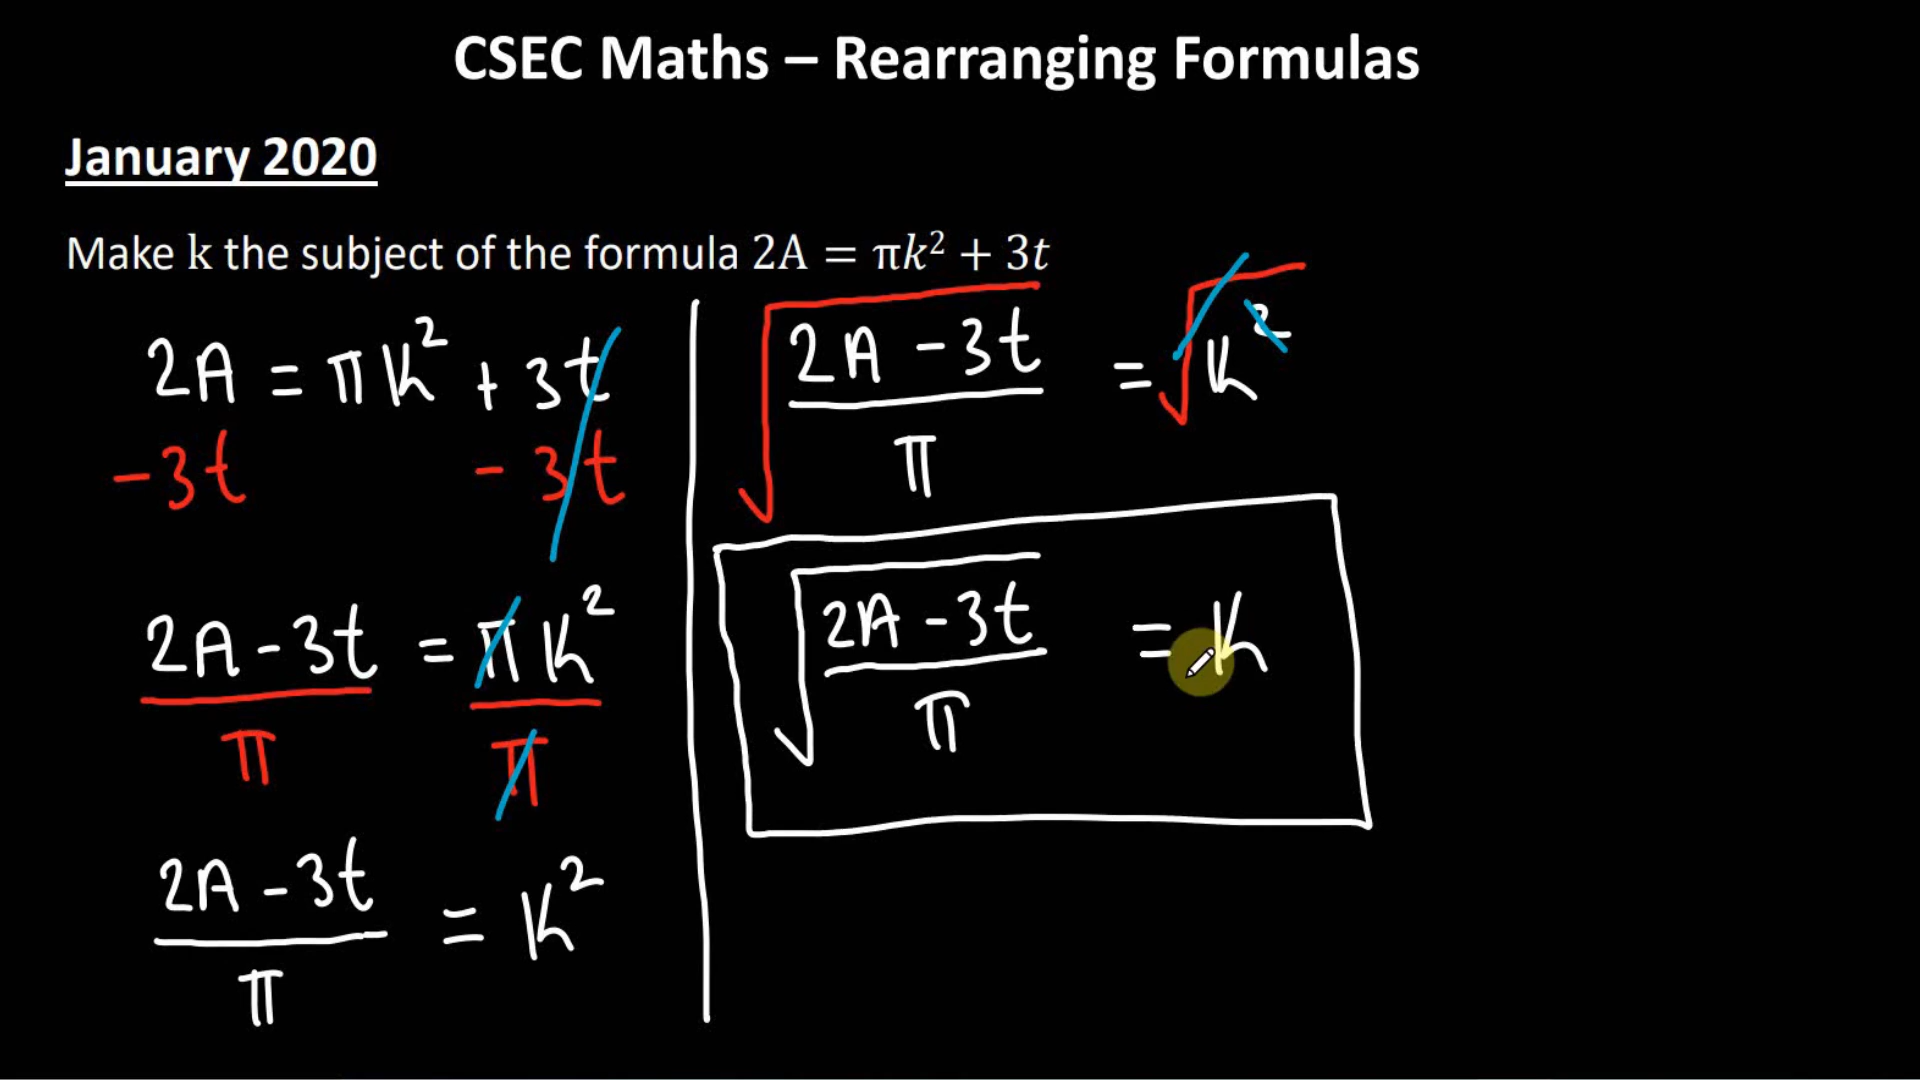 CSEC Maths – Rearranging Formulas
January 2020
Make k the subject of the formula 2A = πk² + 3t
2A = πK² + 3t
-3t - 3t
2A - 3t = πK²
π π
2A - 3t = K²
π
√2A - 3t = √K²
π
√2A - 3t = K
π